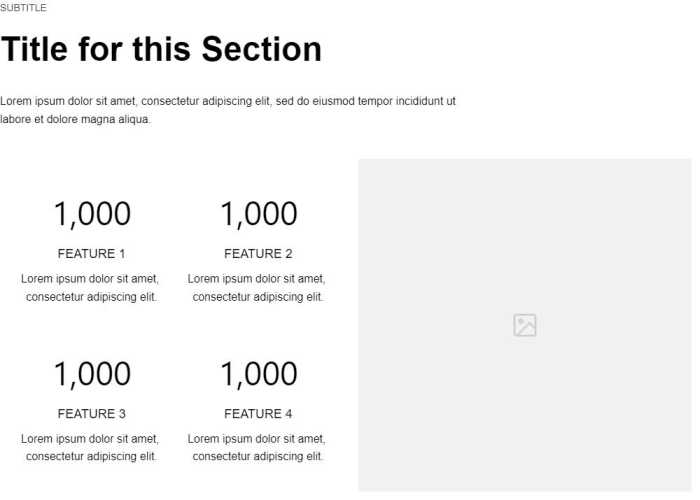 SUBTITLE
Title for this Section
Lorem ipsum dolor sit amet, consectetur adipiscing elit, sed do eiusmod tempor incididunt ut
labore et dolore magna aliqua.
1,000
FEATURE 1
Lorem ipsum dolor sit amet,
consectetur adipiscing elit.
1,000
FEATURE 2
Lorem ipsum dolor sit amet,
consectetur adipiscing elit.
1,000
FEATURE 3
Lorem ipsum dolor sit amet,
consectetur adipiscing elit.
1,000
FEATURE 4
Lorem ipsum dolor sit amet,
consectetur adipiscing elit.